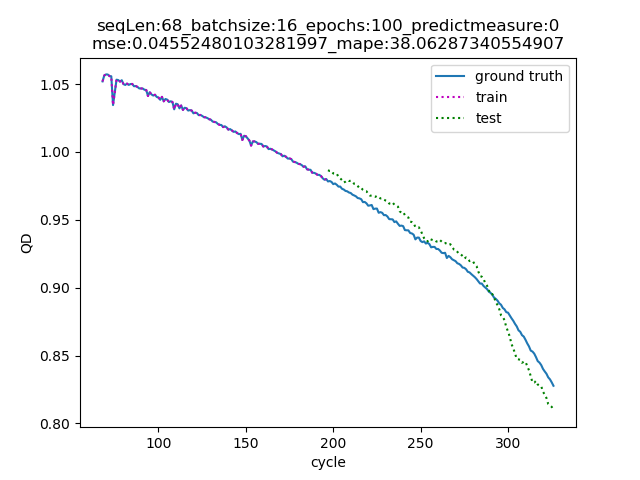 seqLen:68_batchsize:16_epochs:100_predictmeasure:0
mse:0.04552480103281997_mape:38.06287340554907
ground truth
train
test
1.05
1.00
0.95
0.90
0.85
0.80
QD
100
150
200
250
300
cycle